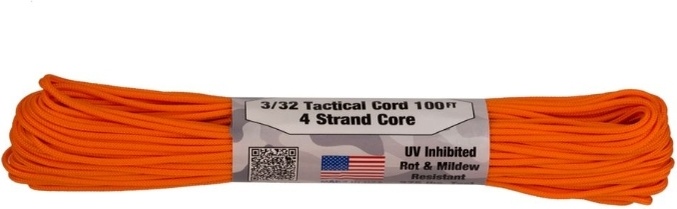 3/32 Tactical Cord 100FT
4 Strand Core
UV Inhibited
Rot & Mildew
Resistant